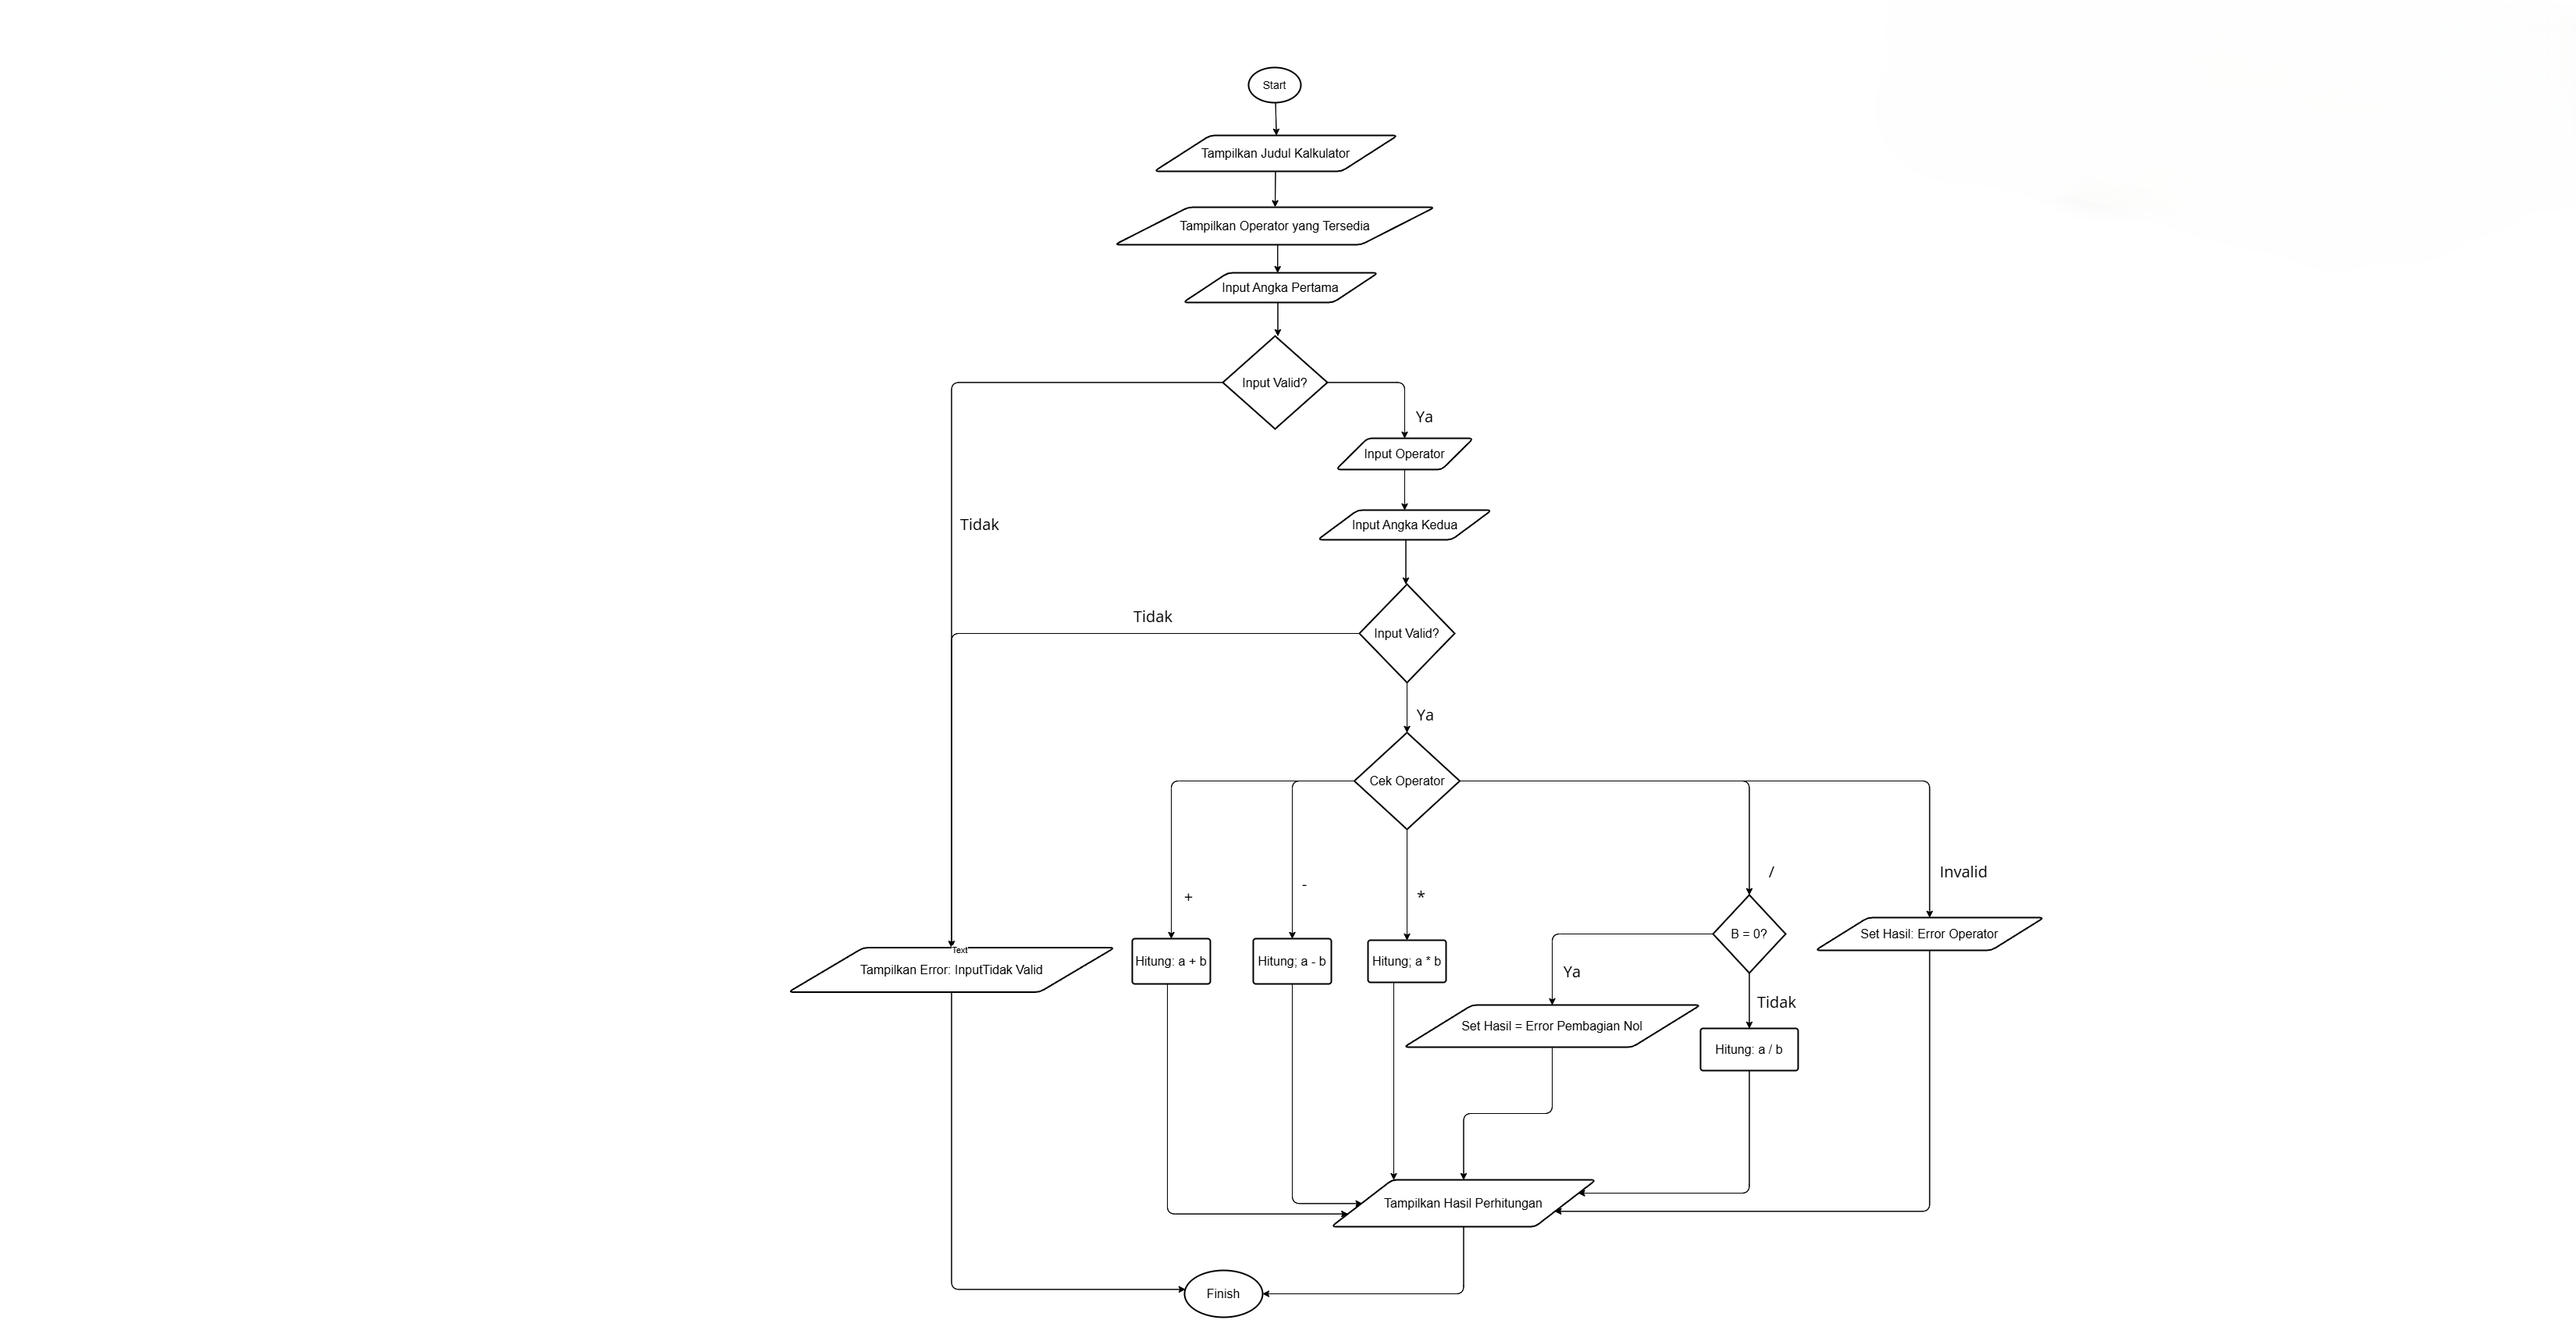 Start
Tampilkan Judul Kalkulator
Tampilkan Operator yang Tersedia
Input Angka Pertama
Input Valid?
Ya
Input Operator
Tidak
Input Angka Kedua
Tidak
Input Valid?
Ya
Cek Operator
+
-
*
/
Invalid
Text
Tampilkan Error: InputTidak Valid
Hitung: a + b
Hitung; a - b
Hitung; a * b
B = 0?
Set Hasil: Error Operator
Ya
Tidak
Set Hasil = Error Pembagian Nol
Hitung: a / b
Tampilkan Hasil Perhitungan
Finish